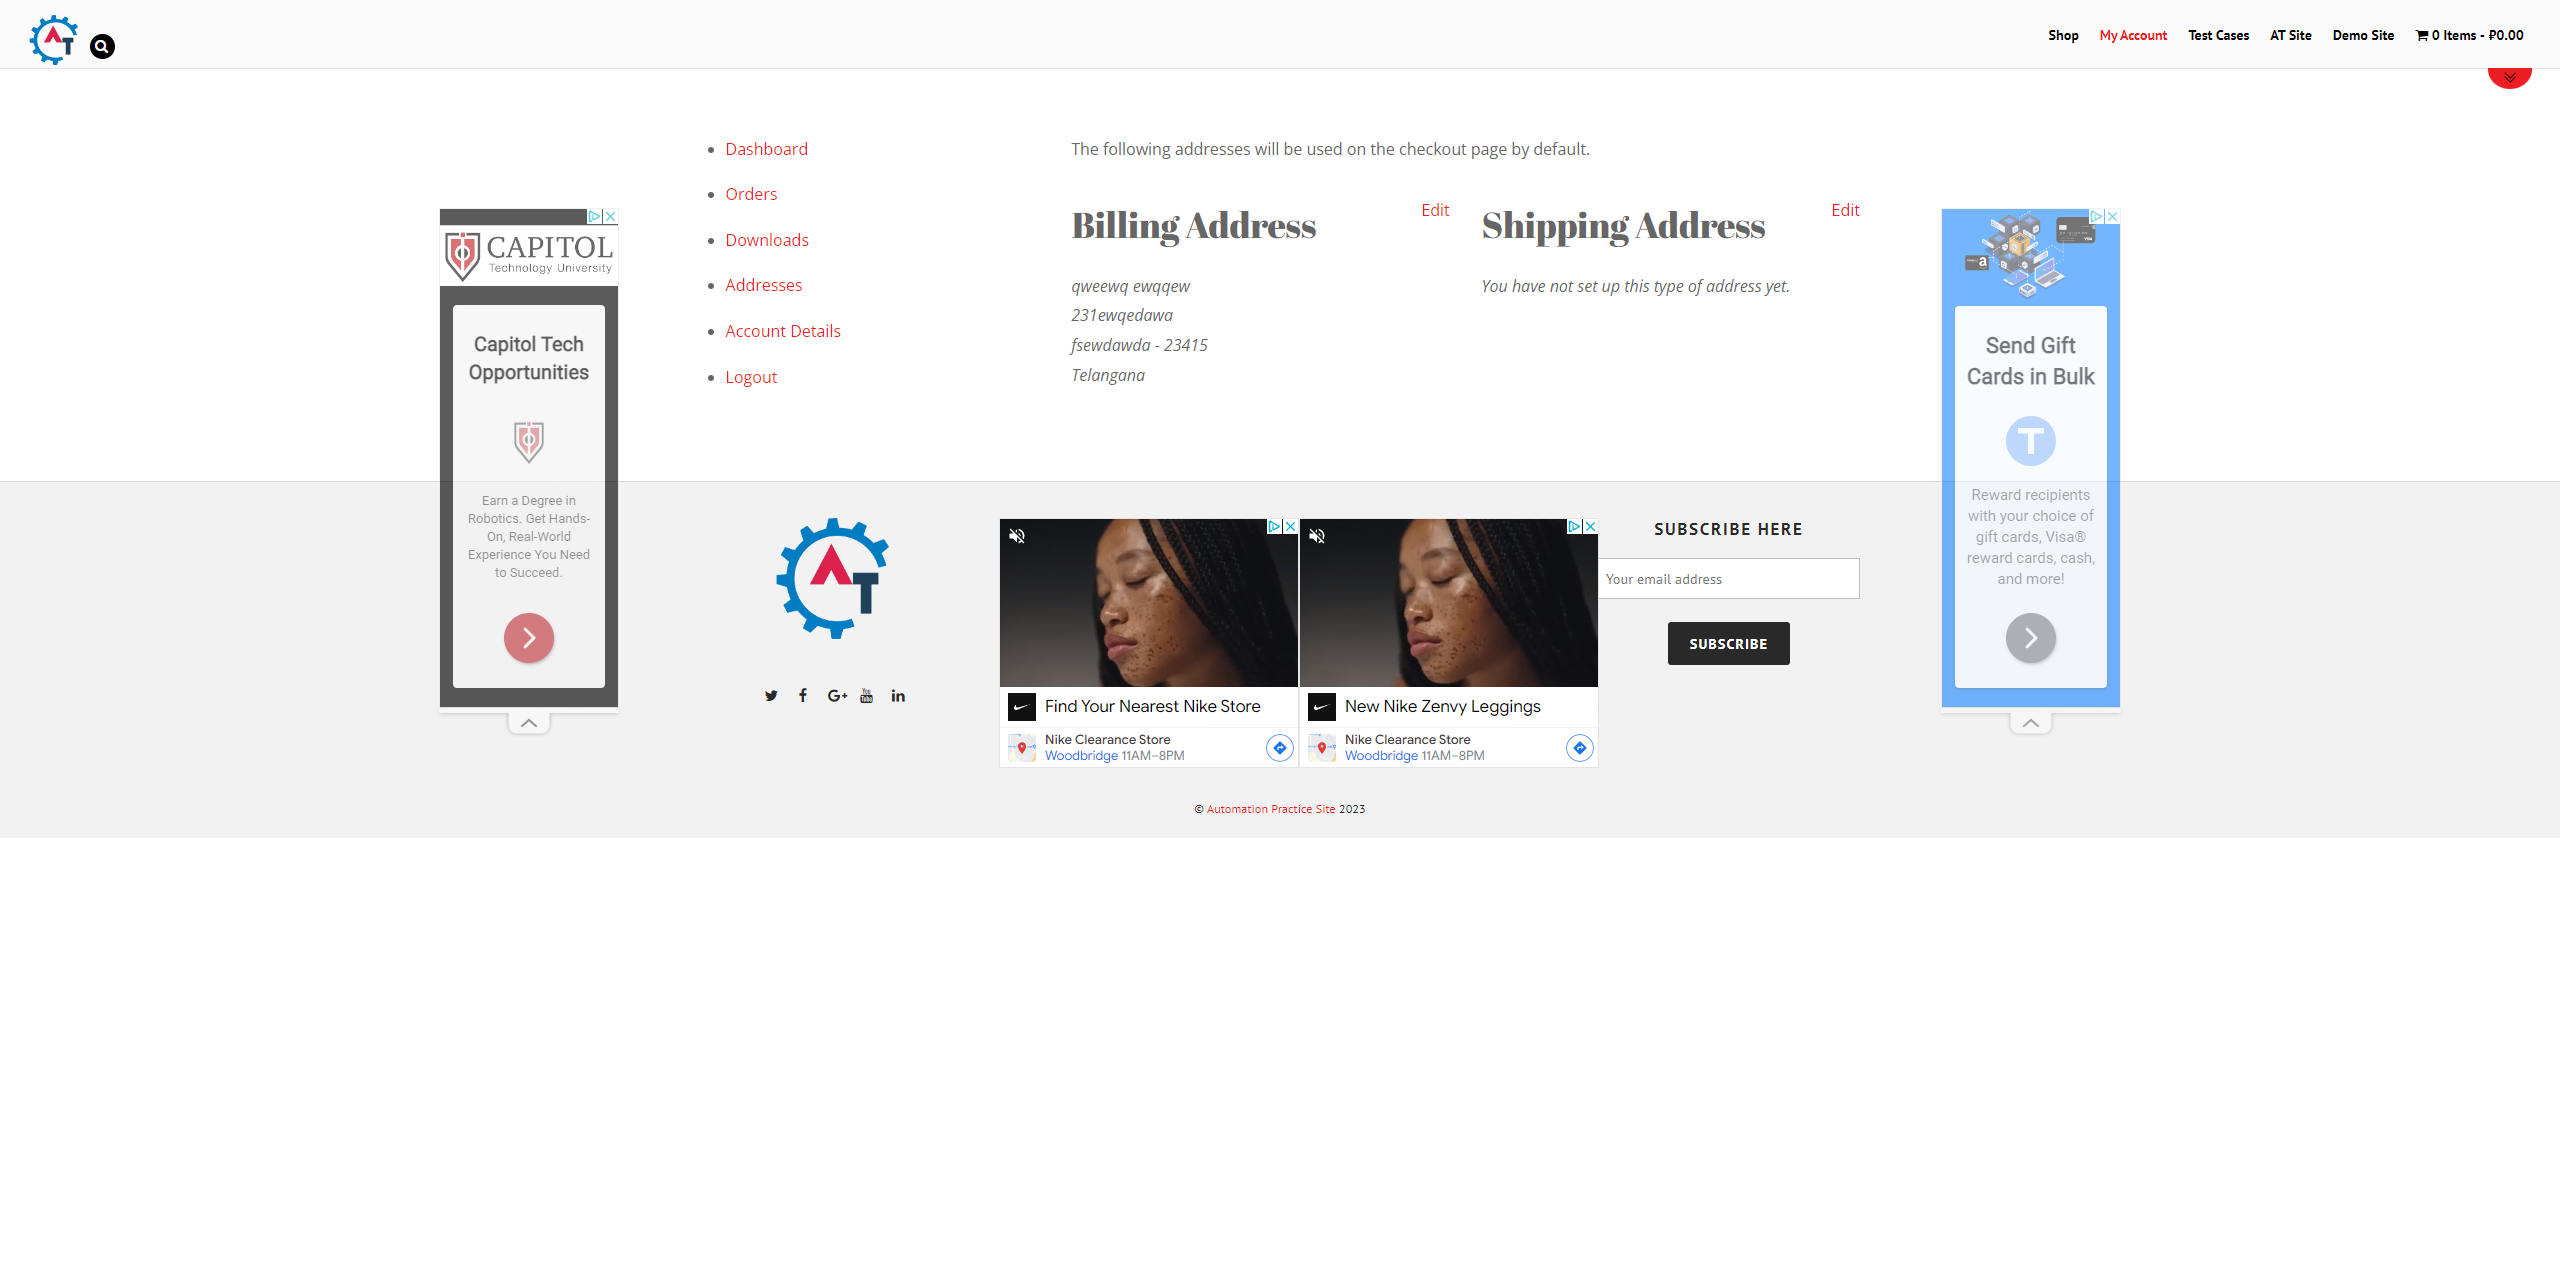 AT
Shop
My Account
Test Cases
AT Site
Demo Site
0 Items - ₽0.00
Dashboard
Orders
Downloads
Addresses
Account Details
Logout
The following addresses will be used on the checkout page by default.
Billing Address
Edit
qweewq ewqqew
231ewqedawa
fsewdawda - 23415
Telangana
Shipping Address
Edit
You have not set up this type of address yet.
CAPITOL
Technology University
Capitol Tech
Opportunities
Earn a Degree in
Robotics. Get Hands-
On, Real-World
Experience You Need
to Succeed.
VISA
a
Send Gift
Cards in Bulk
T
Reward recipients
with your choice of
gift cards, Visa®
reward cards, cash,
and more!
AT
Find Your Nearest Nike Store
Nike Clearance Store
Woodbridge 11AM–8PM
New Nike Zenvy Leggings
Nike Clearance Store
Woodbridge 11AM–8PM
SUBSCRIBE HERE
Your email address
SUBSCRIBE
© Automation Practice Site 2023